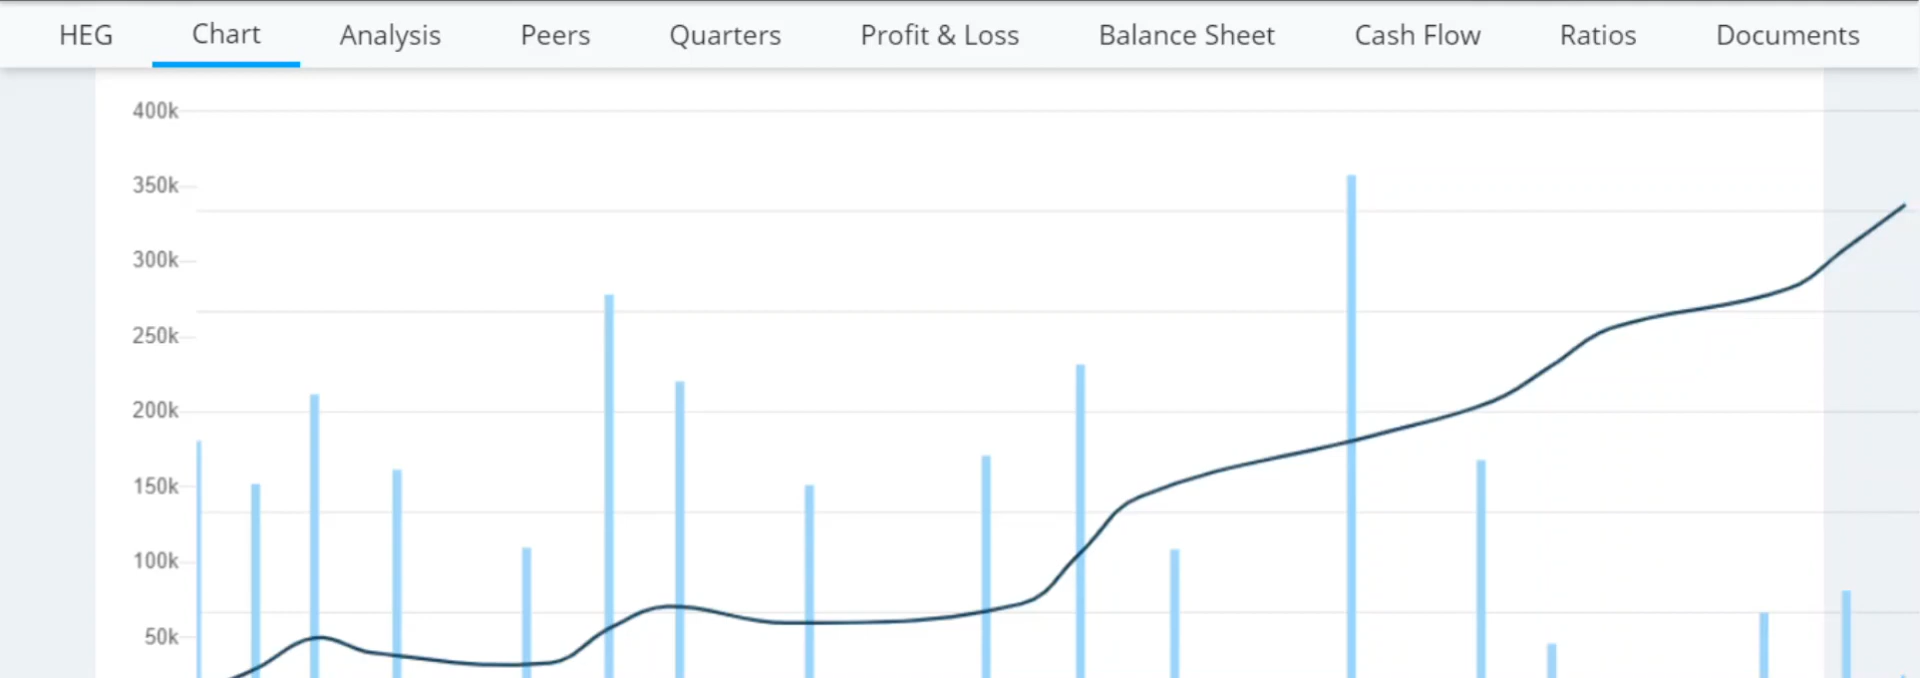 HEG Chart Analysis Peers Quarters Profit & Loss Balance Sheet Cash Flow Ratios Documents
400k
350k
300k
250k
200k
150k
100k
50k